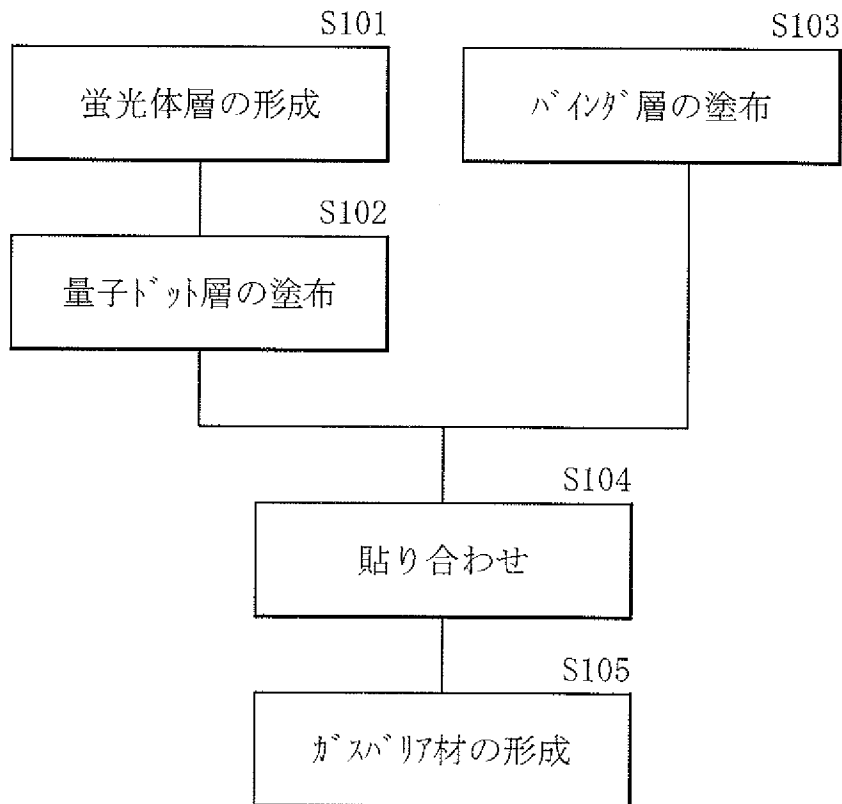 S101
蛍光体層の形成
S103
ﾊﾞｲﾝﾀﾞ層の塗布
S102
量子ﾄﾞｯﾄ層の塗布
S104
貼り合わせ
S105
ｶﾞｽﾊﾞﾘｱ材の形成